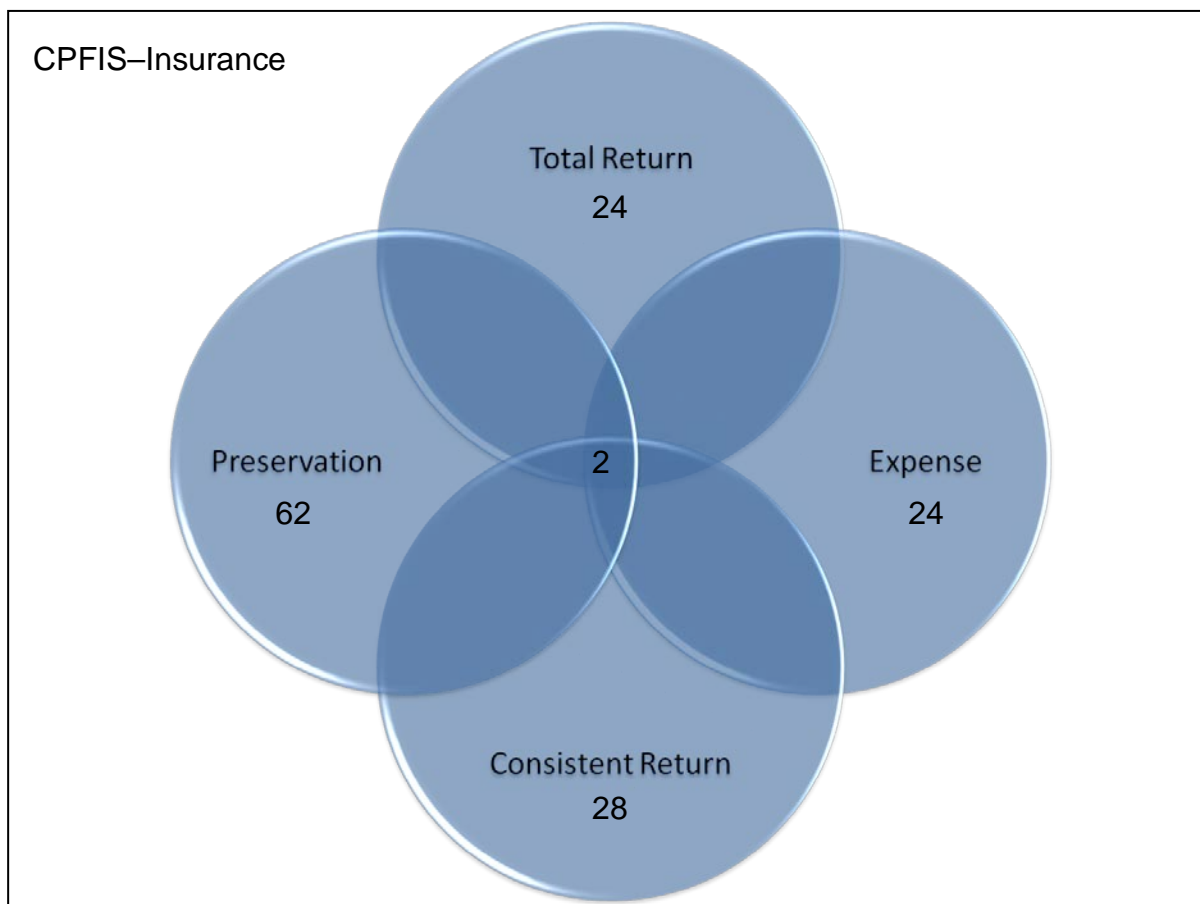 CPFIS–Insurance
Total Return
24
Preservation
62
2
Expense
24
Consistent Return
28